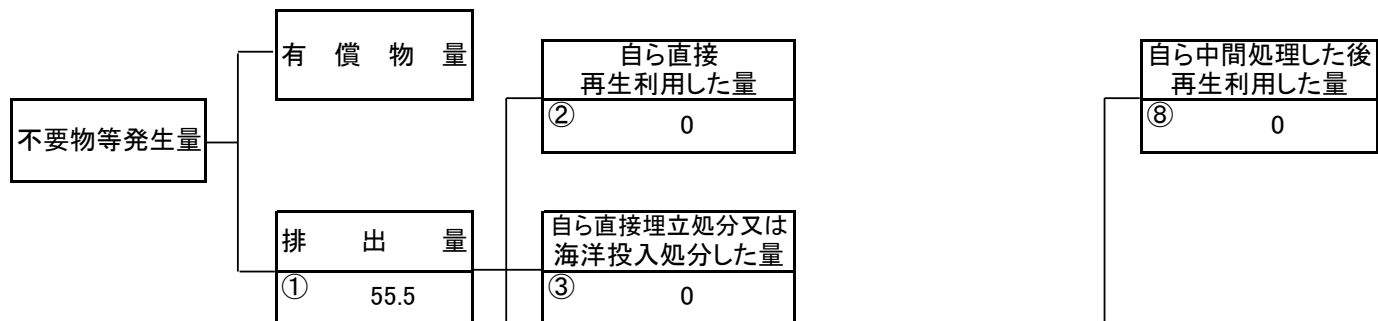 有償物量
自ら直接
再生利用した量
②
0
自ら中間処理した後
再生利用した量
⑧
0
不要物等発生量
排出量
①
55.5
自ら直接埋立処分又は
海洋投入処分した量
③
0